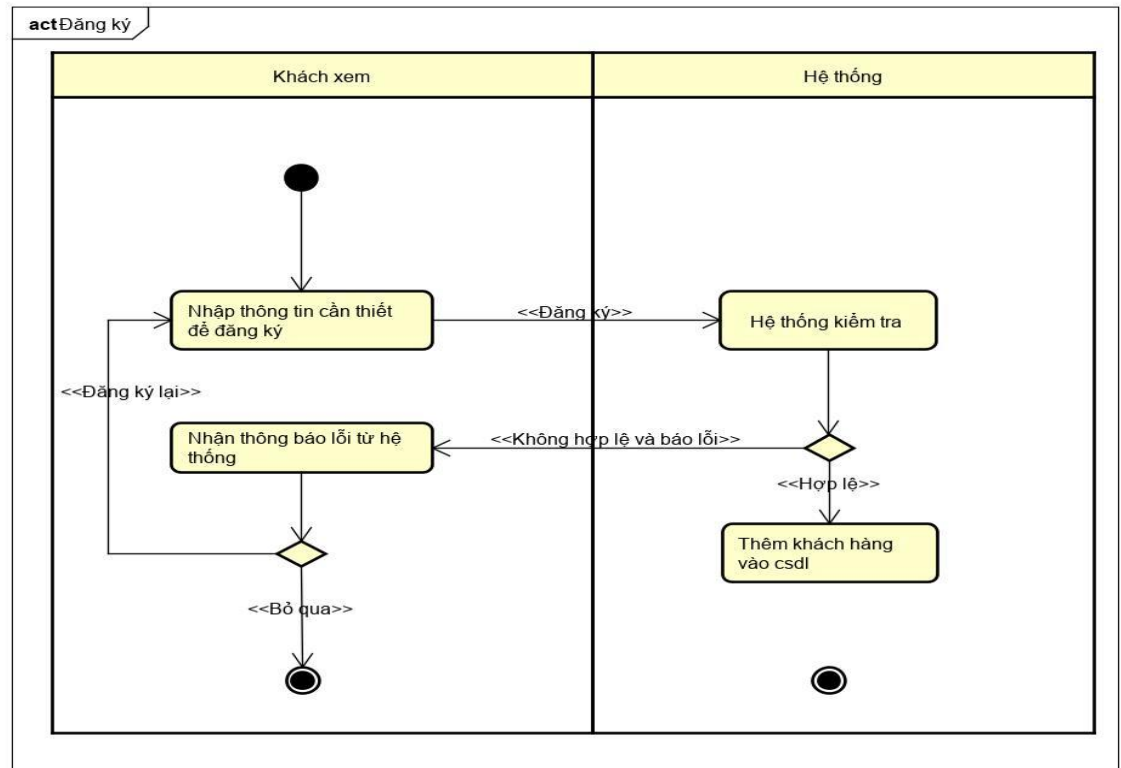 act Đăng ký
Khách xem
Hệ thống
Nhập thông tin cần thiết
để đăng ký
<<Đăng ký>>
Hệ thống kiểm tra
<<Đăng ký lại>>
Nhận thông báo lỗi từ hệ
thống
<<Không hợp lệ và báo lỗi>>
<<Hợp lệ>>
Thêm khách hàng
vào csdl
<<Bỏ qua>>